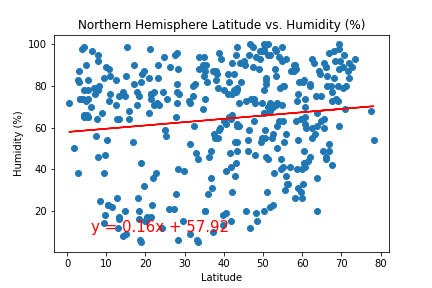 Northern Hemisphere Latitude vs. Humidity (%)
100
80
60
40
20
Humidity (%)
y = 0.16x + 57.92
0 10 20 30 40 50 60 70 80
Latitude